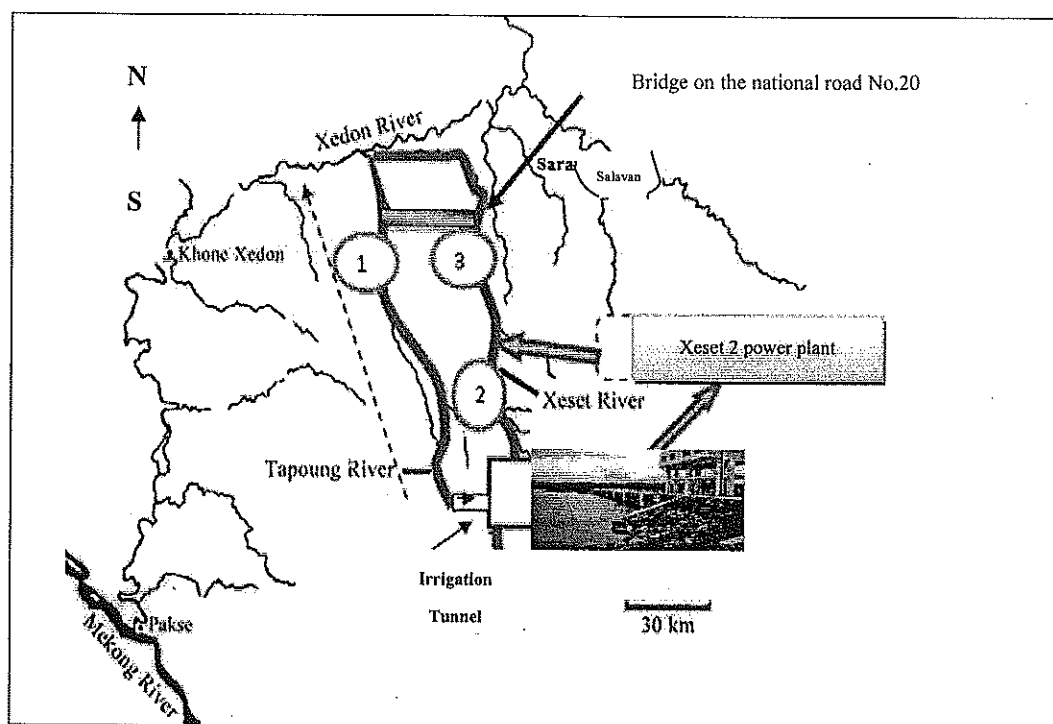 N
Bridge on the national road No.20
Xedon River
S
Sara
Salavan
Khone Xedon
1
3
Xeset 2 power plant
2
Xeset River
Tapoung River
Irrigation
Tunnel
30 km
Pakse
Mekong River